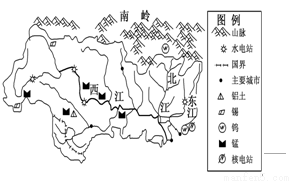 南岭
西
江
北
江
东
江
图例
山脉
水电站
国界
主要城市
铝土
锡
钨
锰
核电站